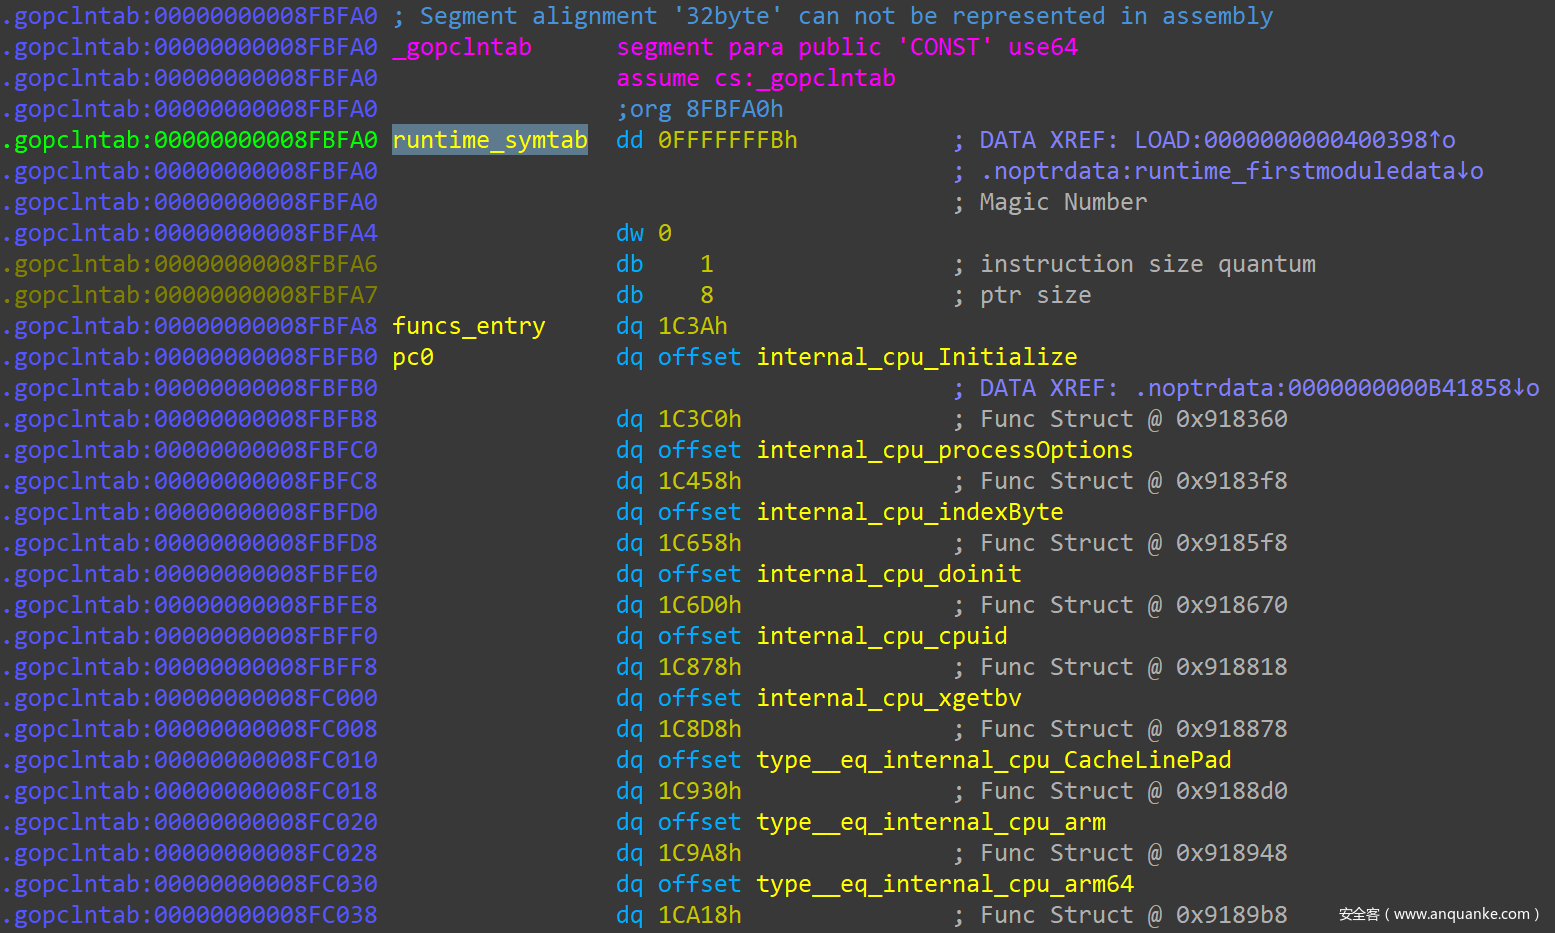 .gopclntab:00000000008FBFA0 ; Segment alignment '32byte' can not be represented in assembly
.gopclntab:00000000008FBFA0 _gopclntab segment para public 'CONST' use64
.gopclntab:00000000008FBFA0 assume cs:_gopclntab
.gopclntab:00000000008FBFA0 ;org 8FBFA0h
.gopclntab:00000000008FBFA0 runtime_symtab dd 0FFFFFFFBh ; DATA XREF: LOAD:0000000000400398↑o
.gopclntab:00000000008FBFA0 ; .noptrdata:runtime_firstmoduledata↓o
.gopclntab:00000000008FBFA0 ; Magic Number
.gopclntab:00000000008FBFA4 dw 0
.gopclntab:00000000008FBFA6 db 1 ; instruction size quantum
.gopclntab:00000000008FBFA7 db 8 ; ptr size
.gopclntab:00000000008FBFA8 funcs_entry dq 1C3Ah
.gopclntab:00000000008FBFB0 pc0 dq offset internal_cpu_Initialize
.gopclntab:00000000008FBFB0 ; DATA XREF: .noptrdata:0000000000B41858↓o
.gopclntab:00000000008FBFB8 dq 1C3C0h ; Func Struct @ 0x918360
.gopclntab:00000000008FBFC0 dq offset internal_cpu_processOptions
.gopclntab:00000000008FBFC8 dq 1C458h ; Func Struct @ 0x9183f8
.gopclntab:00000000008FBFD0 dq offset internal_cpu_indexByte
.gopclntab:00000000008FBFD8 dq 1C658h ; Func Struct @ 0x9185f8
.gopclntab:00000000008FBFE0 dq offset internal_cpu_doinit
.gopclntab:00000000008FBFE8 dq 1C6D0h ; Func Struct @ 0x918670
.gopclntab:00000000008FBFF0 dq offset internal_cpu_cpuid
.gopclntab:00000000008FBFF8 dq 1C878h ; Func Struct @ 0x918818
.gopclntab:00000000008FC000 dq offset internal_cpu_xgetbv
.gopclntab:00000000008FC008 dq 1C8D8h ; Func Struct @ 0x918878
.gopclntab:00000000008FC010 dq offset type__eq_internal_cpu_CacheLinePad
.gopclntab:00000000008FC018 dq 1C930h ; Func Struct @ 0x9188d0
.gopclntab:00000000008FC020 dq offset type__eq_internal_cpu_arm
.gopclntab:00000000008FC028 dq 1C9A8h ; Func Struct @ 0x918948
.gopclntab:00000000008FC030 dq offset type__eq_internal_cpu_arm64
.gopclntab:00000000008FC038 dq 1CA18h ; Func Struct @ 0x9189b8
安全客（www.anquanke.com）